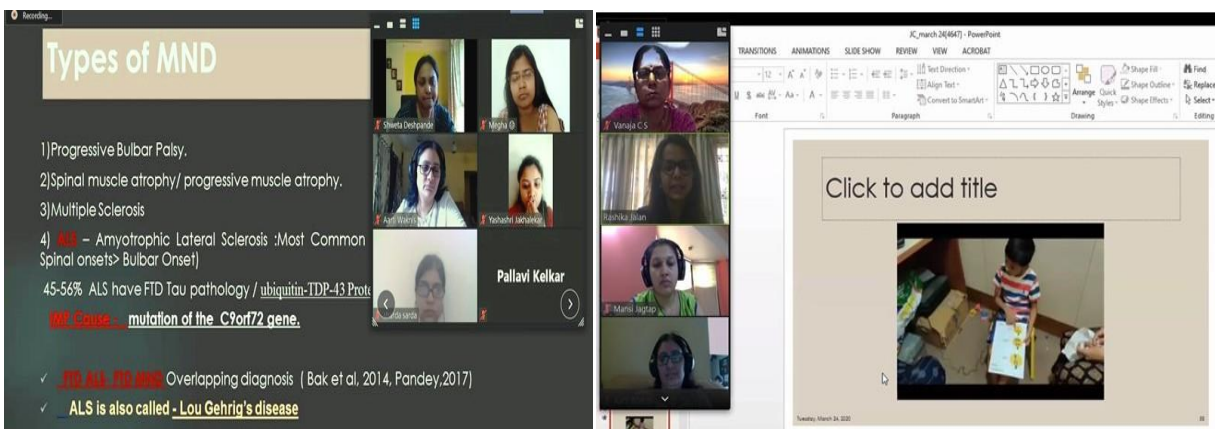 Recording...
Types of MND
1)Progressive Bulbar Palsy.
2)Spinal muscle atrophy/ progressive muscle atrophy.
3)Multiple Sclerosis
4) ALS – Amyotrophic Lateral Sclerosis :Most Common
Spinal onsets> Bulbar Onset)
45-56% ALS have FTD Tau pathology / ubiquitin-TDP-43 Prote
IMP Cause - mutation of the C9orf72 gene.
✓ FTD ALS- FTD MND Overlapping diagnosis ( Bak et al, 2014, Pandey,2017)
✓ ALS is also called - Lou Gehrig's disease
Shweta Deshpande
Megha
Aarti Waknis
Yashashri Jakhalekar
sarda
Pallavi Kelkar
Vanaja C S
Rashika Jalan
Mansi Jagtap
JC_march 24[4647] - PowerPoint
TRANSITIONS ANIMATIONS SLIDE SHOW REVIEW VIEW ACROBAT
12
Text Direction
Align Text
Convert to SmartArt
Arrange
Quick
Styles
Shape Fill
Shape Outline
Shape Effects
Find
Replace
Select
Font
Paragraph
Drawing
Editing
Click to add title
Tuesday, March 24, 2020